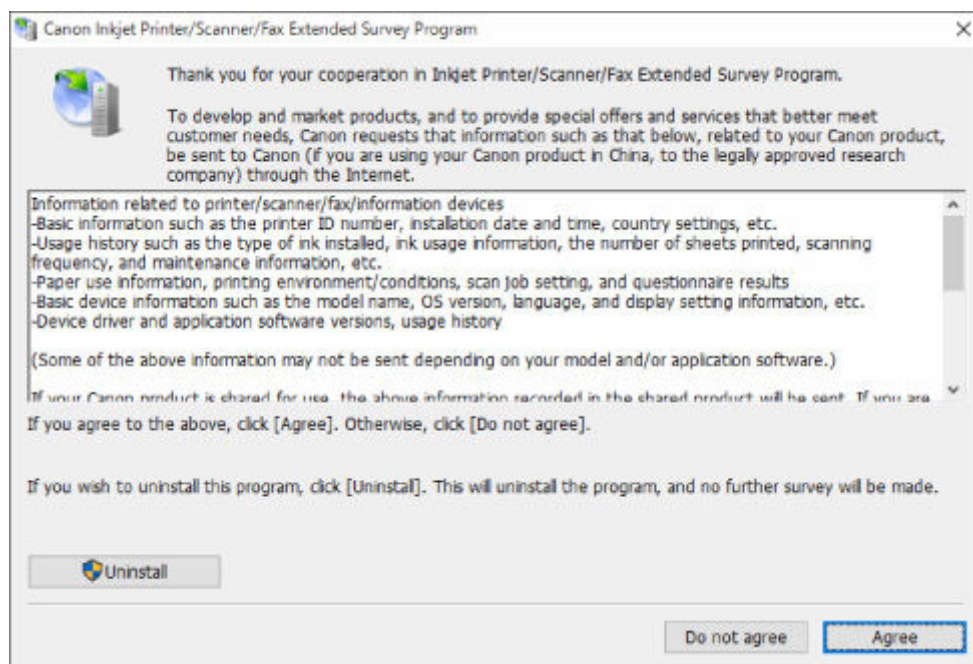 Canon Inkjet Printer/Scanner/Fax Extended Survey Program
Thank you for your cooperation in Inkjet Printer/Scanner/Fax Extended Survey Program.
To develop and market products, and to provide special offers and services that better meet
customer needs, Canon requests that information such as that below, related to your Canon product,
be sent to Canon (if you are using your Canon product in China, to the legally approved research
company) through the Internet.
Information related to printer/scanner/fax/information devices
-Basic information such as the printer ID number, installation date and time, country settings, etc.
-Usage history such as the type of ink installed, ink usage information, the number of sheets printed, scanning
frequency, and maintenance information, etc.
-Paper use information, printing environment/conditions, scan job setting, and questionnaire results
-Basic device information such as the model name, OS version, language, and display setting information, etc.
-Device driver and application software versions, usage history
(Some of the above information may not be sent depending on your model and/or application software.)
If your Canon product is shared for use, the above information recorded in the shared product will be sent. If you are
If you agree to the above, click [Agree]. Otherwise, click [Do not agree].
If you wish to uninstall this program, click [Uninstall]. This will uninstall the program, and no further survey will be made.
Uninstall
Do not agree
Agree